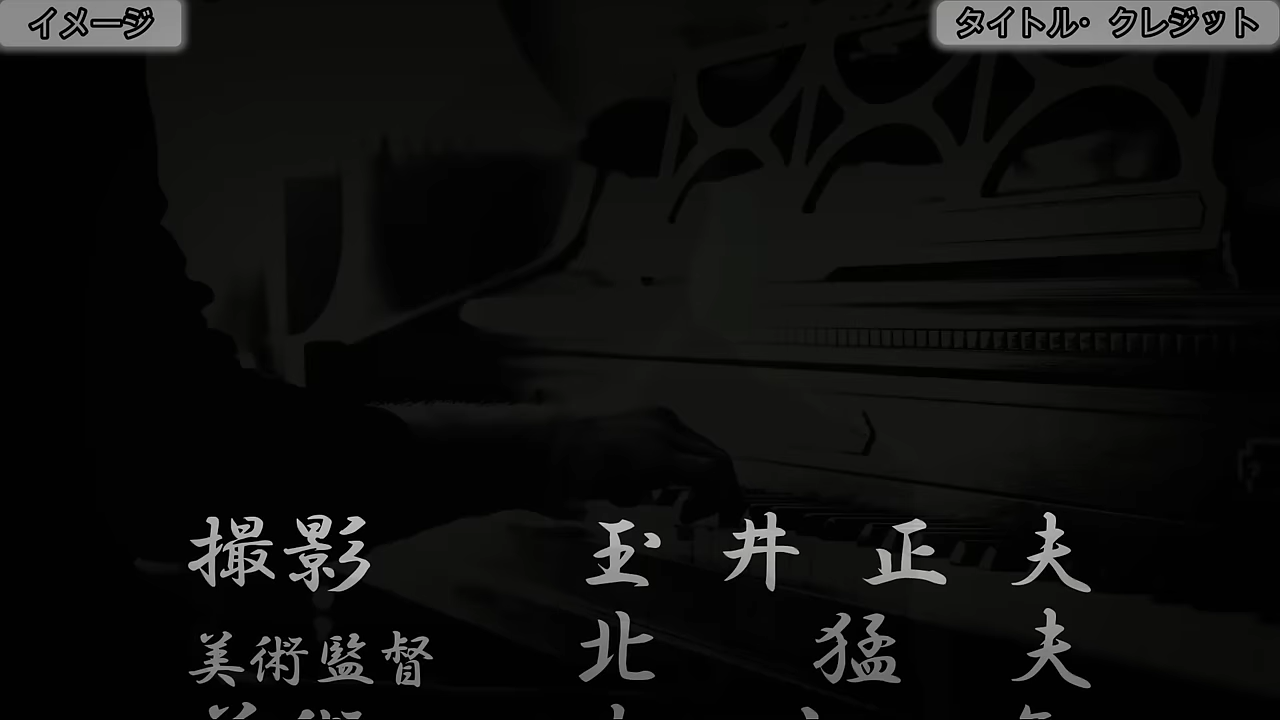 イメージ
タイトル・クレジット
撮影 玉井正夫
美術監督 北猛夫